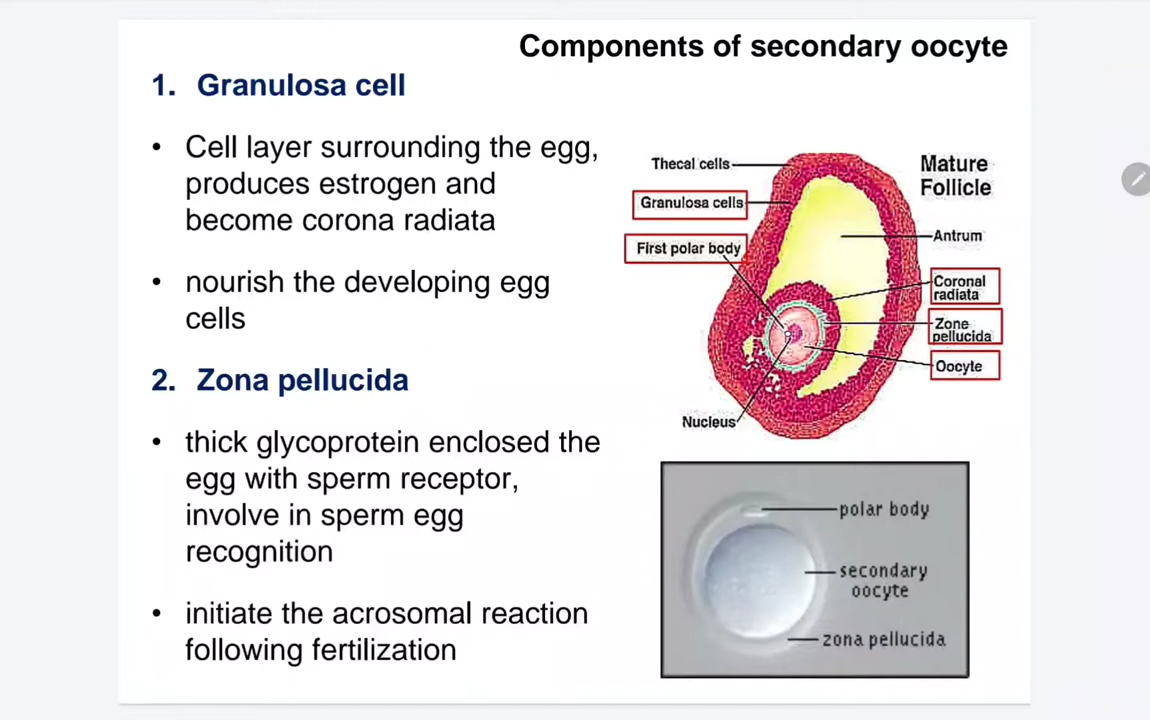 Components of secondary oocyte
1. Granulosa cell
• Cell layer surrounding the egg,
produces estrogen and
become corona radiata
• nourish the developing egg
cells
2. Zona pellucida
• thick glycoprotein enclosed the
egg with sperm receptor,
involve in sperm egg
recognition
• initiate the acrosomal reaction
following fertilization
Thecal cells
Mature
Follicle
Granulosa cells
First polar body
Antrum
Coronal
radiata
Zone
pellucida
Oocyte
Nucleus
polar body
secondary
oocyte
zona pellucida